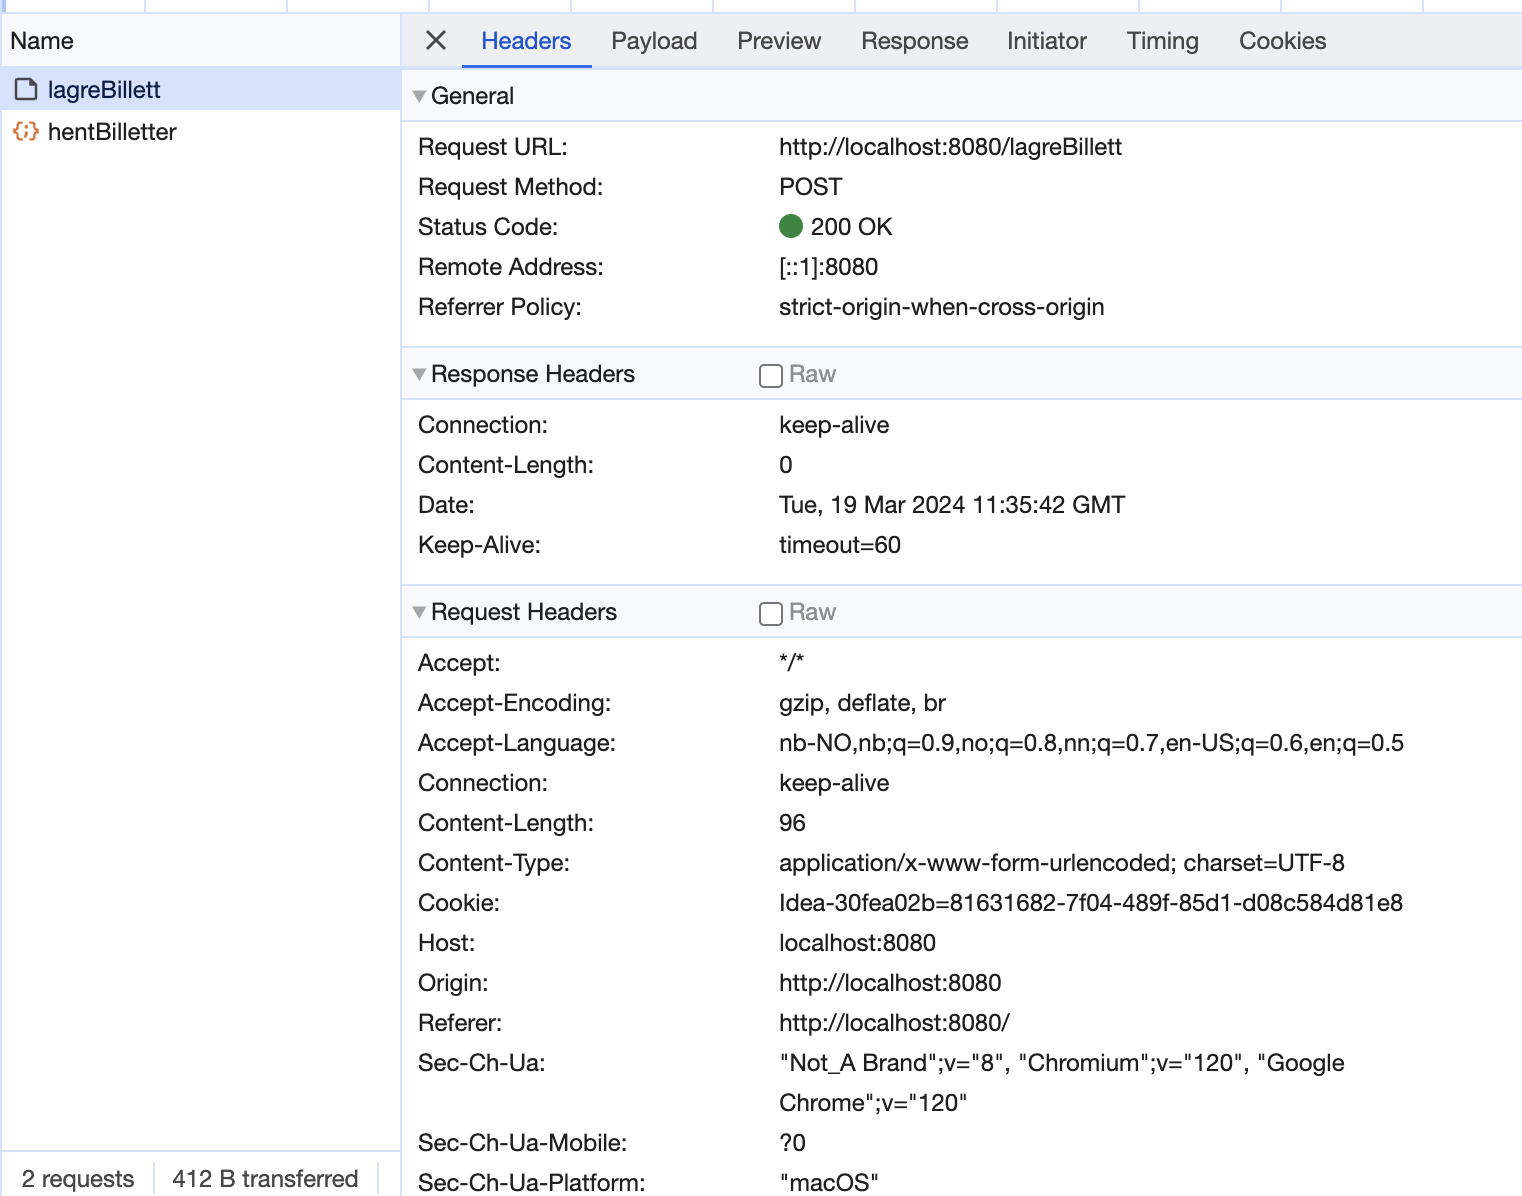 Name
Headers Payload Preview Response Initiator Timing Cookies
lagreBillett
hentBilletter
General
Request URL: http://localhost:8080/lagreBillett
Request Method: POST
Status Code: 200 OK
Remote Address: [::1]:8080
Referrer Policy: strict-origin-when-cross-origin
Response Headers Raw
Connection: keep-alive
Content-Length: 0
Date: Tue, 19 Mar 2024 11:35:42 GMT
Keep-Alive: timeout=60
Request Headers Raw
Accept: */*
Accept-Encoding: gzip, deflate, br
Accept-Language: nb-NO,nb;q=0.9,no;q=0.8,nn;q=0.7,en-US;q=0.6,en;q=0.5
Connection: keep-alive
Content-Length: 96
Content-Type: application/x-www-form-urlencoded; charset=UTF-8
Cookie: Idea-30fea02b=81631682-7f04-489f-85d1-d08c584d81e8
Host: localhost:8080
Origin: http://localhost:8080
Referer: http://localhost:8080/
Sec-Ch-Ua: "Not_A Brand";v="8", "Chromium";v="120", "Google
Chrome";v="120"
Sec-Ch-Ua-Mobile: ?0
Sec-Ch-Ua-Platform: "macOS"
2 requests 412 B transferred